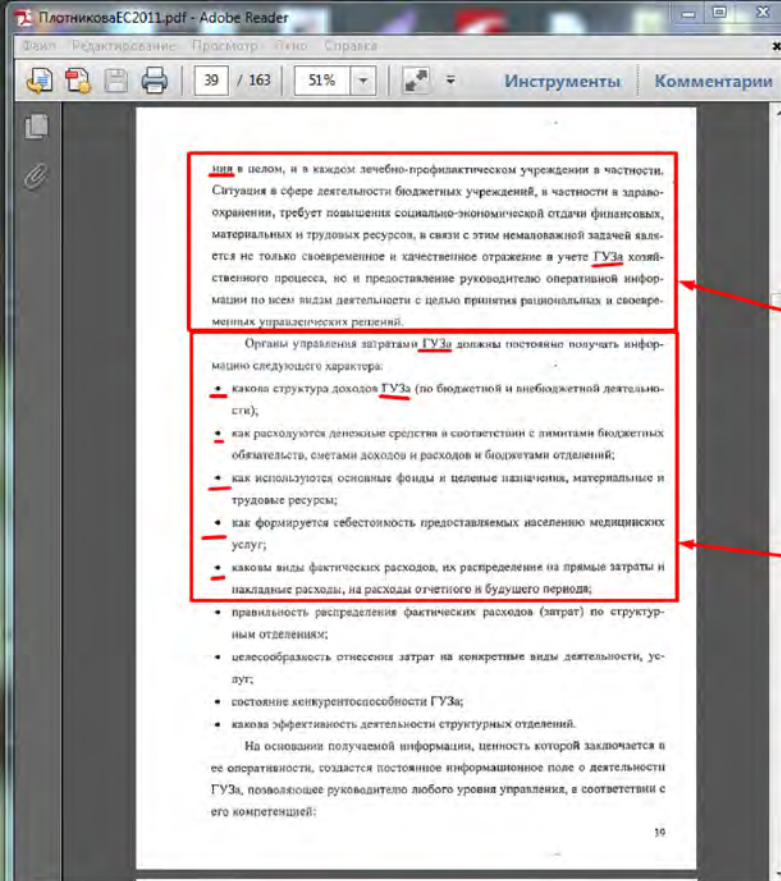 ПлотниковаЕС2011.pdf - Adobe Reader
Файл Редактирование Просмотр Окно Справка
39 / 163 51% Инструменты Комментарии
ния в целом, и в каждом лечебно-профилактическом учреждении в частности.
Ситуация в сфере деятельности бюджетных учреждений, в частности в здраво-
охранении, требует повышения социально-экономической отдачи финансовых,
материальных и трудовых ресурсов, в связи с этим немаловажной задачей явля-
ется не только своевременное и качественное отражение в учете ГУЗа хозяй-
ственного процесса, но и предоставление руководителю оперативной инфор-
мации по всем видам деятельности с целью принятия рациональных и своевре-
менных управленческих решений.
Органы управления затратами ГУЗа должны постоянно получать инфор-
мацию следующего характера:
• какова структура доходов ГУЗа (по бюджетной и внебюджетной деятельно-
сти);
• как расходуются денежные средства в соответствии с лимитами бюджетных
обязательств, сметами доходов и расходов и бюджетами отделений;
• как используются основные фонды и целевые назначения, материальные и
трудовые ресурсы;
• как формируется себестоимость предоставляемых населению медицинских
услуг;
• каковы виды фактических расходов, их распределение на прямые затраты и
накладные расходы, на расходы отчетного и будущего периода;
• правильность распределения фактических расходов (затрат) по структур-
ным отделениям;
• целесообразность отнесения затрат на конкретные виды деятельности, ус-
луг;
• состояние конкурентоспособности ГУЗа;
• какова эффективность деятельности структурных отделений.
На основании получаемой информации, ценность которой заключается в
ее оперативности, создается постоянное информационное поле о деятельности
ГУЗа, позволяющее руководителю любого уровня управления, в соответствии с
его компетенцией:
39